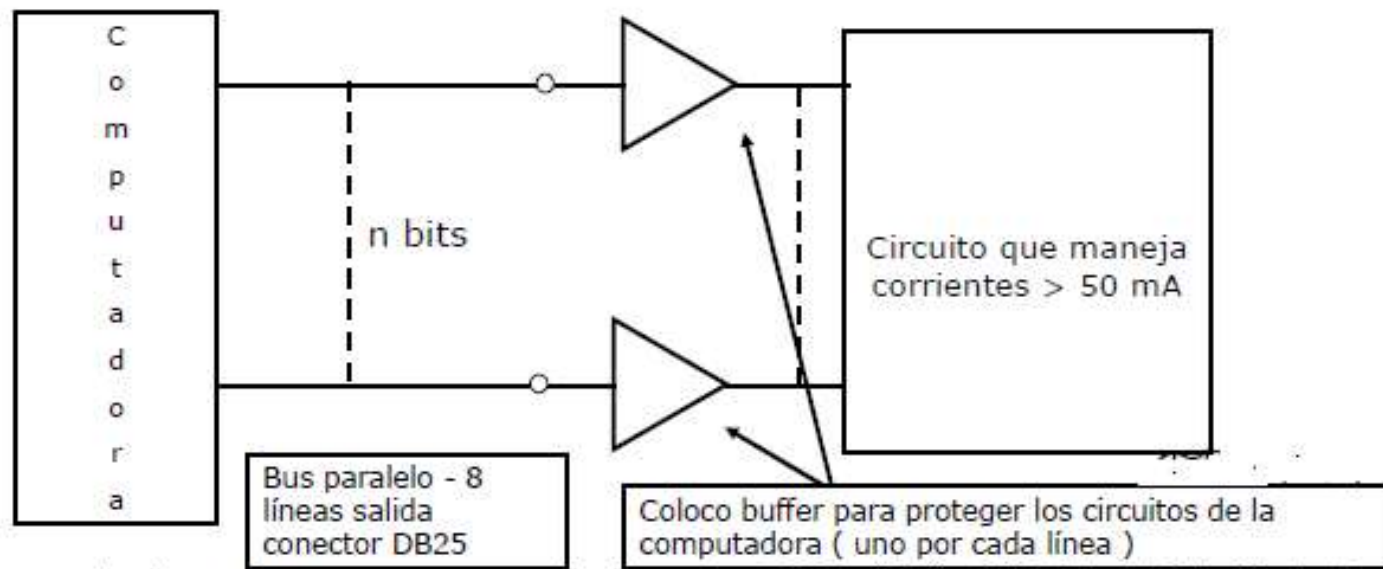 Computadora
n bits
Circuito que maneja
corrientes > 50 mA
Bus paralelo - 8
líneas salida
conector DB25
Coloco buffer para proteger los circuitos de la
computadora ( uno por cada línea )